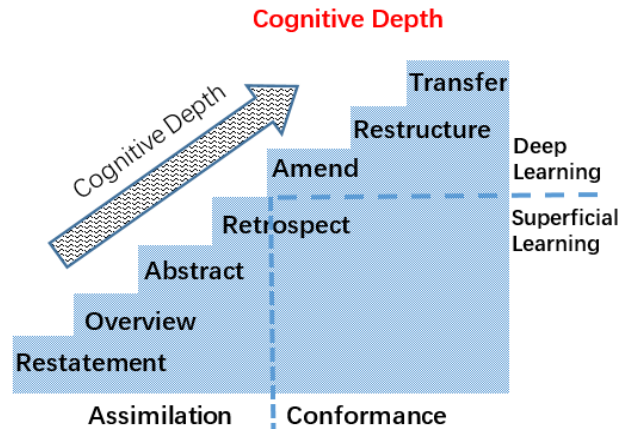 Cognitive Depth
Cognitive Depth
Transfer
Restructure
Deep
Learning
Amend
Superficial
Learning
Retrospect
Abstract
Overview
Restatement
Assimilation
Conformance